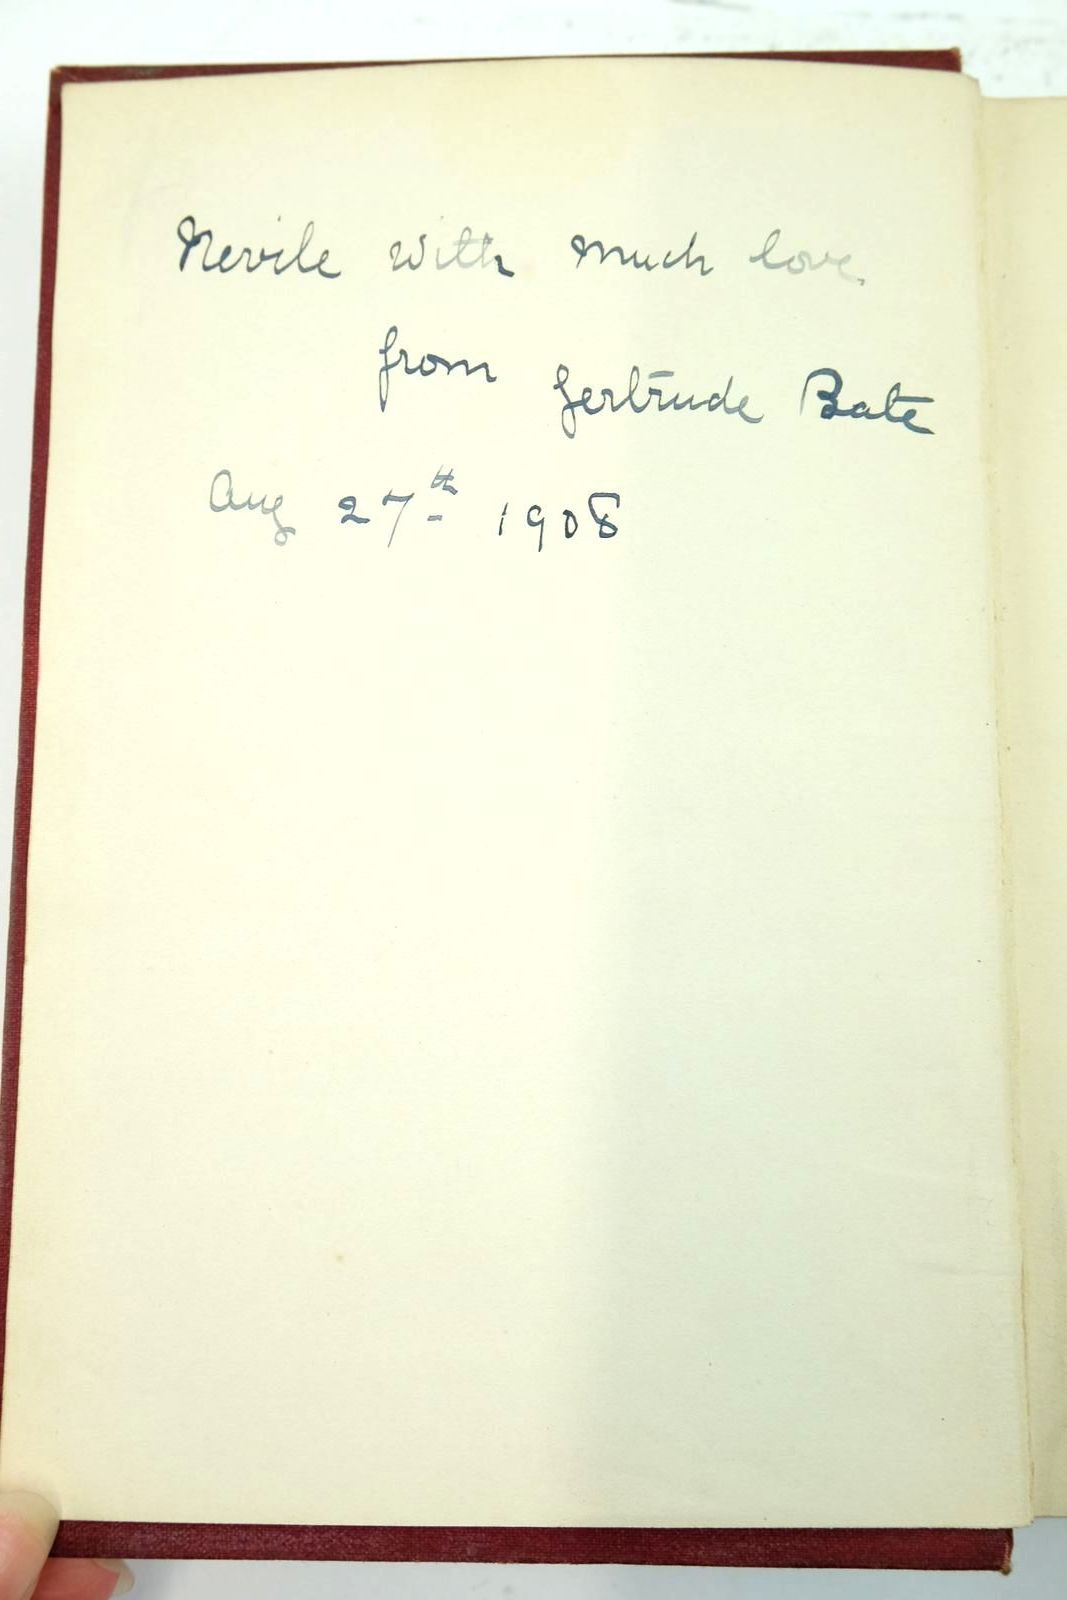 Nevile with much love
from Gertrude Bate
Aug 27th 1908